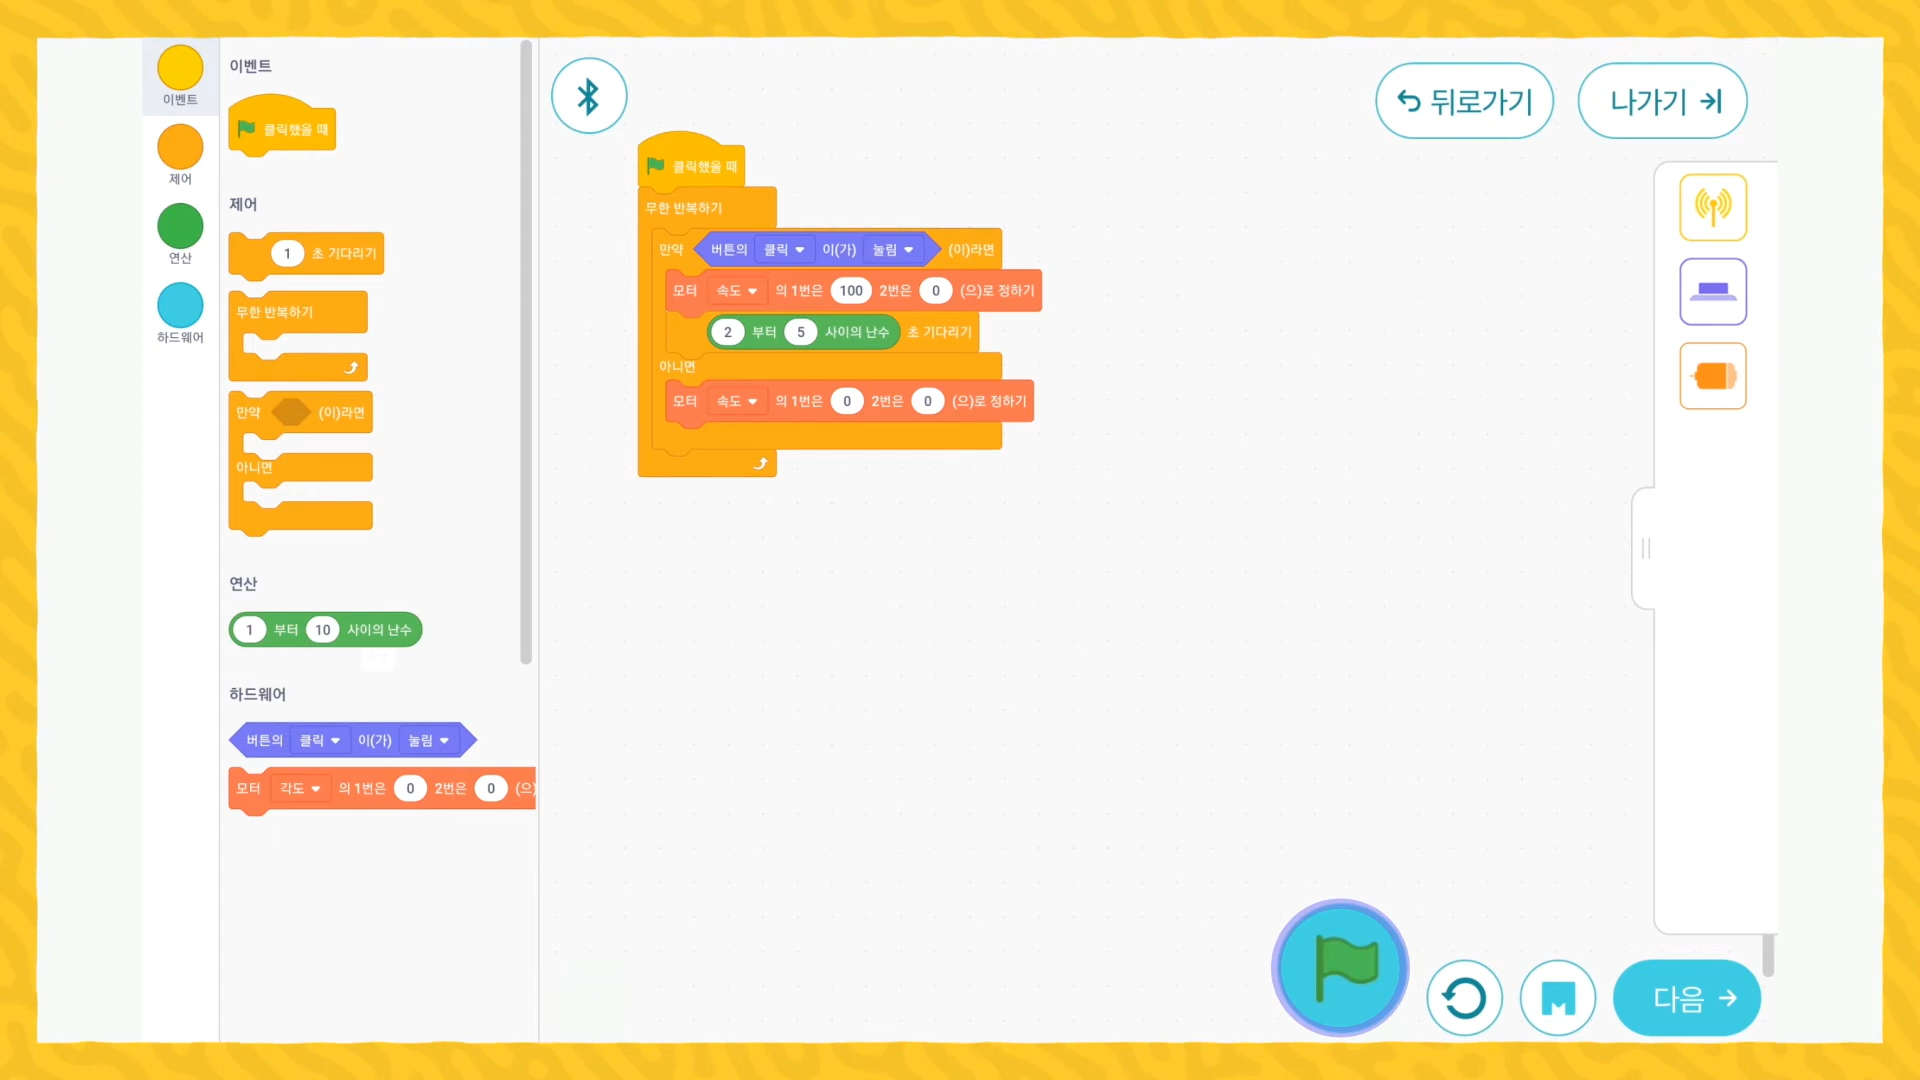 이벤트
제어
연산
하드웨어
이벤트
클릭했을 때
제어
1 초 기다리기
무한 반복하기
만약 (이)라면
아니면
연산
1 부터 10 사이의 난수
하드웨어
버튼의 클릭 이(가) 눌림
모터 각도 의 1번은 0 2번은 0 (으)
클릭했을 때
무한 반복하기
만약 버튼의 클릭 이(가) 눌림 (이)라면
모터 속도 의 1번은 100 2번은 0 (으)로 정하기
2 부터 5 사이의 난수 초 기다리기
아니면
모터 속도 의 1번은 0 2번은 0 (으)로 정하기
뒤로가기
나가기
다음